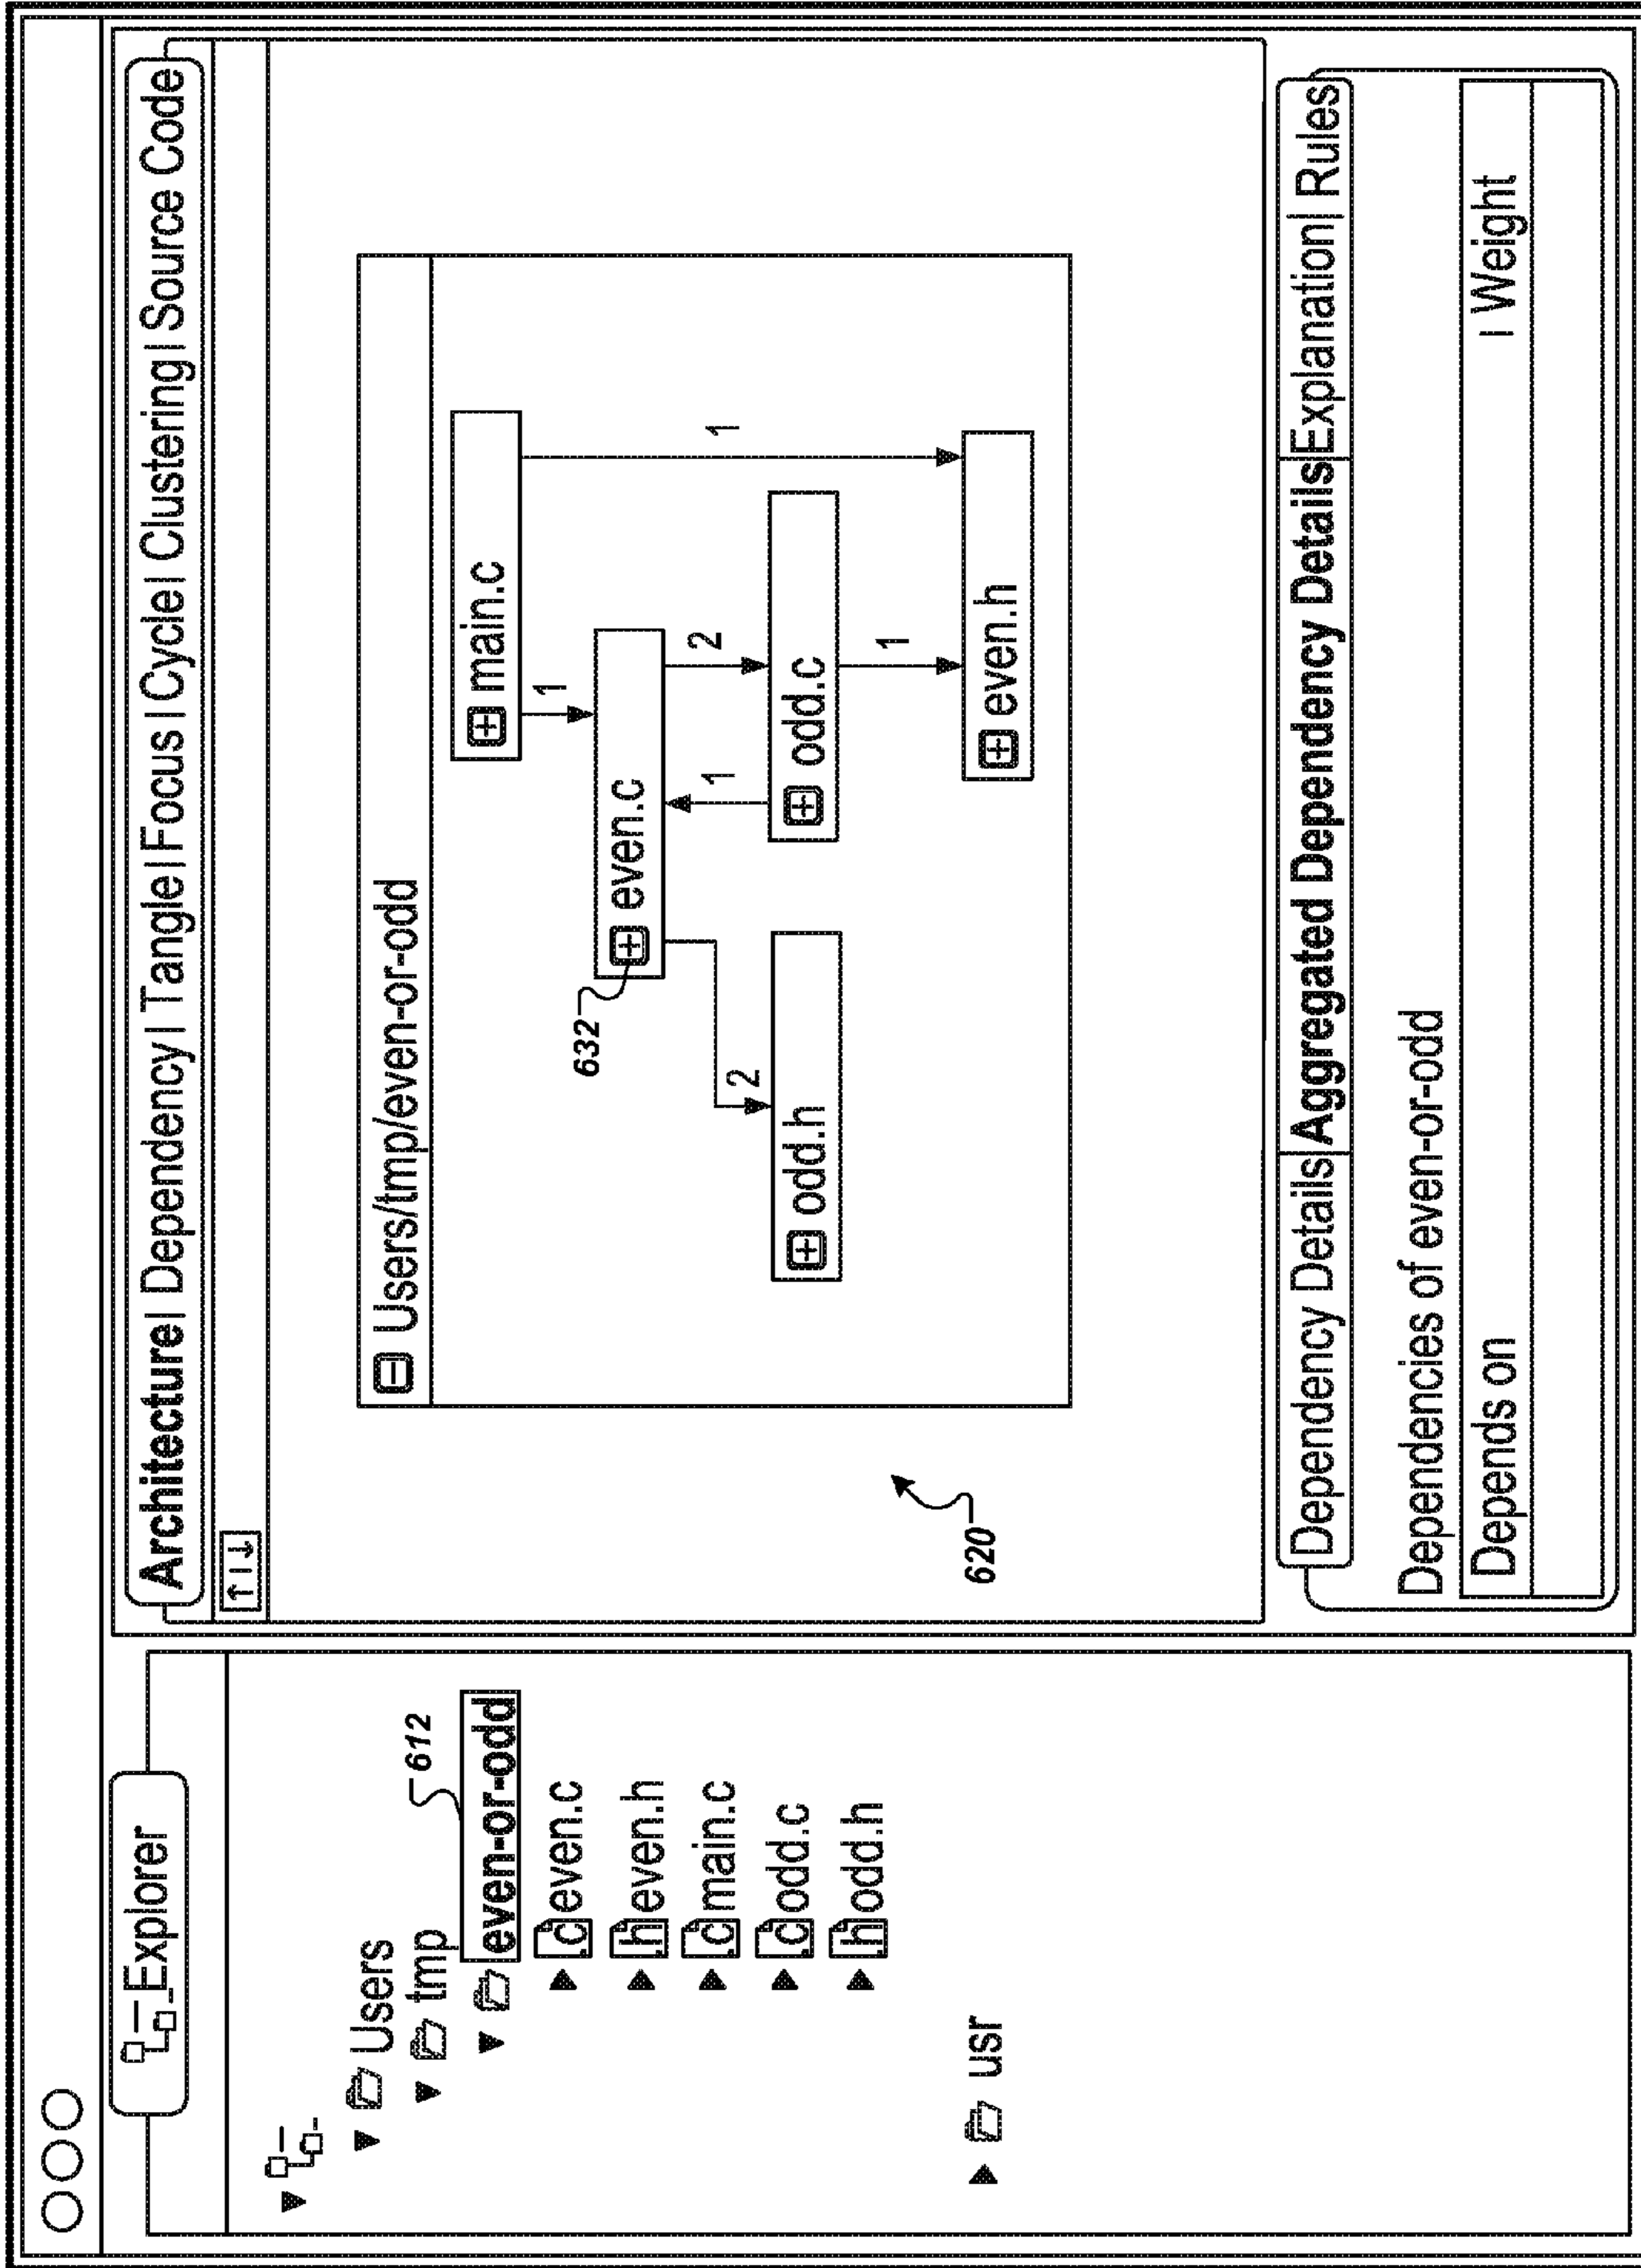 Explorer
Users
tmp
even-or-odd
612
.c even.c
.h even.h
.c main.c
.c odd.c
.h odd.h
usr
Architecture | Dependency | Tangle | Focus | Cycle | Clustering | Source Code
Users/tmp/even-or-odd
main.c
1
1
632
even.c
2
1
2
odd.h
odd.c
1
even.h
620
Dependency Details Aggregated Dependency Details Explanation | Rules
Dependencies of even-or-odd
Depends on | Weight